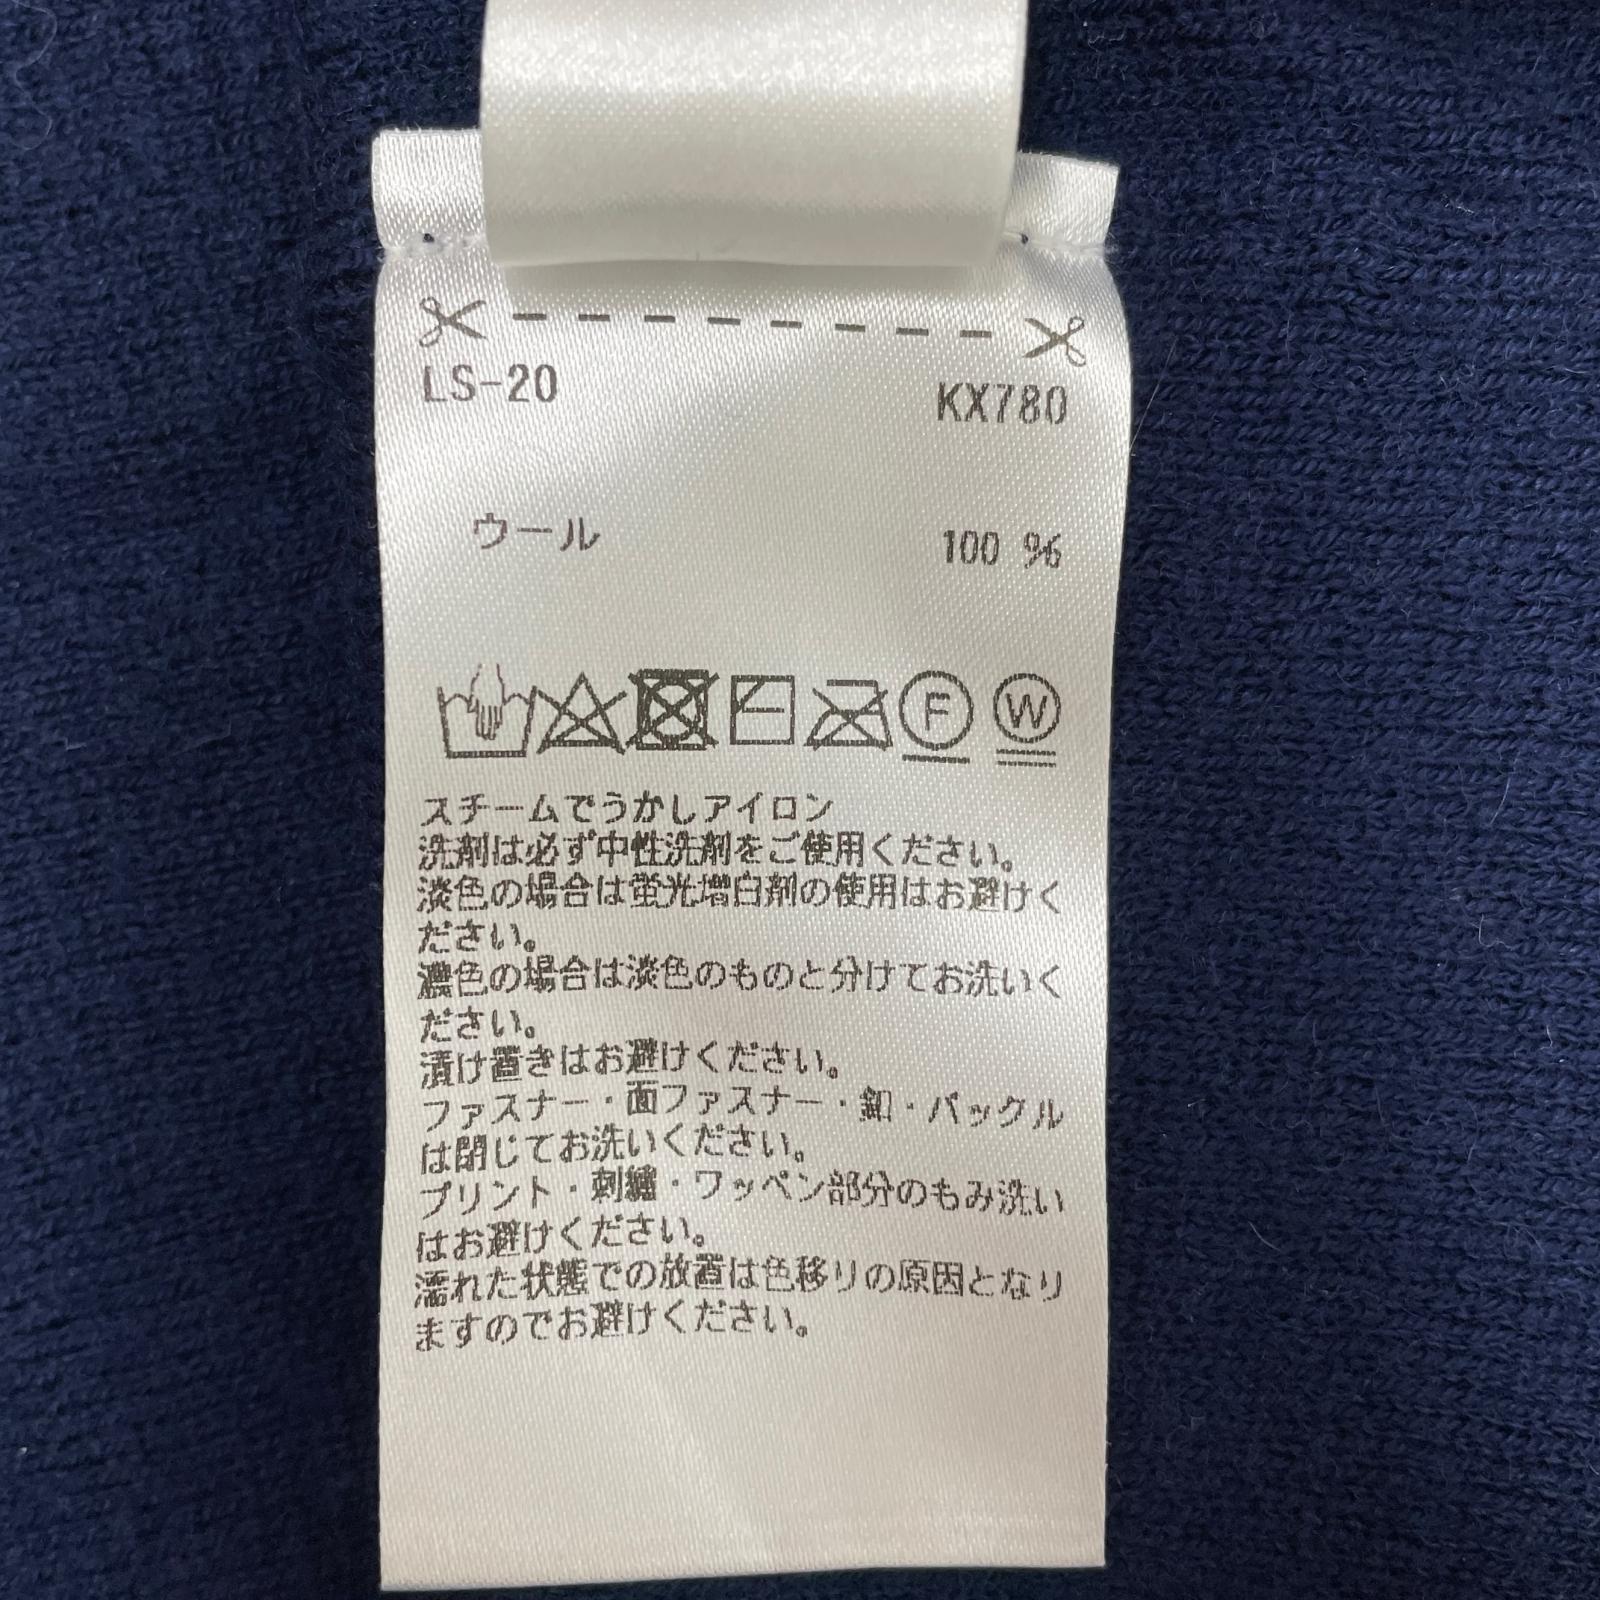 LS-20 KX780
ウール 100 %
F W
スチームでうかしアイロン
洗剤は必ず中性洗剤をご使用ください。
淡色の場合は蛍光増白剤の使用はお避けく
ださい。
濃色の場合は淡色のものと分けてお洗いく
ださい。
漬け置きはお避けください。
ファスナー・面ファスナー・釦・バックル
は閉じてお洗いください。
プリント・刺繍・ワッペン部分のもみ洗い
はお避けください。
濡れた状態での放置は色移りの原因となり
ますのでお避けください。